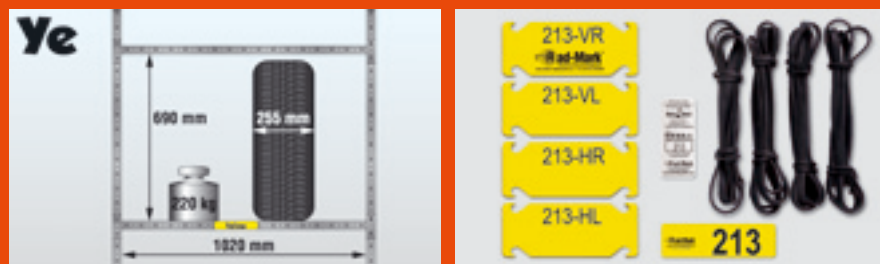 Ye
690 mm
255 mm
220 kg
Yellow
1020 mm
213-VR
Rad-Mark
213-VL
213-HR
213-HL
213